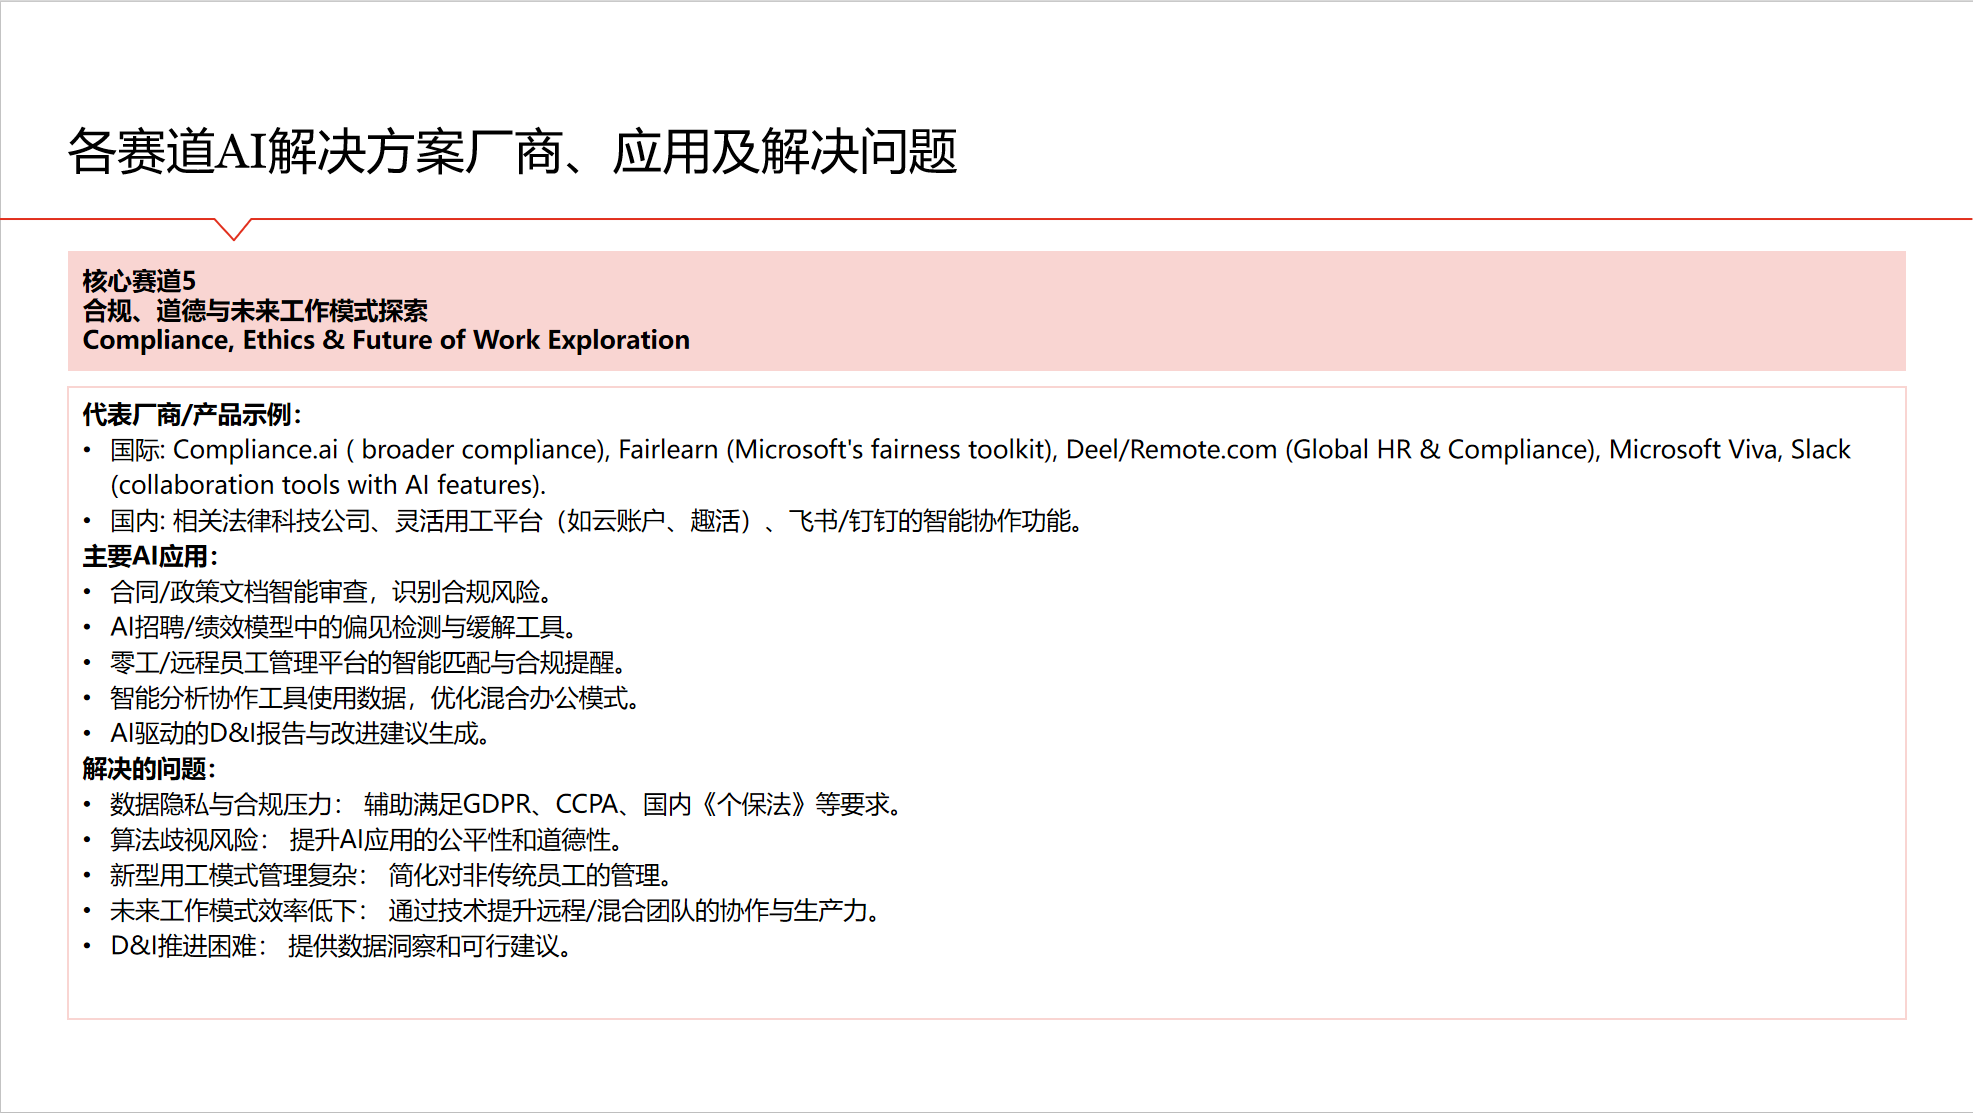 各赛道AI解决方案厂商、应用及解决问题
核心赛道5
合规、道德与未来工作模式探索
Compliance, Ethics & Future of Work Exploration
代表厂商/产品示例：
• 国际: Compliance.ai ( broader compliance), Fairlearn (Microsoft's fairness toolkit), Deel/Remote.com (Global HR & Compliance), Microsoft Viva, Slack
(collaboration tools with AI features).
• 国内: 相关法律科技公司、灵活用工平台（如云账户、趣活）、飞书/钉钉的智能协作功能。
主要AI应用：
• 合同/政策文档智能审查，识别合规风险。
• AI招聘/绩效模型中的偏见检测与缓解工具。
• 零工/远程员工管理平台的智能匹配与合规提醒。
• 智能分析协作工具使用数据，优化混合办公模式。
• AI驱动的D&I报告与改进建议生成。
解决的问题：
• 数据隐私与合规压力： 辅助满足GDPR、CCPA、国内《个保法》等要求。
• 算法歧视风险： 提升AI应用的公平性和道德性。
• 新型用工模式管理复杂： 简化对非传统员工的管理。
• 未来工作模式效率低下： 通过技术提升远程/混合团队的协作与生产力。
• D&I推进困难： 提供数据洞察和可行建议。